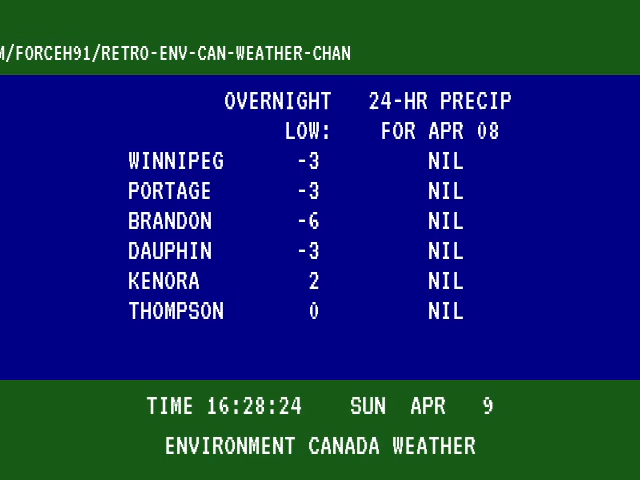 M/FORCEH91/RETRO-ENV-CAN-WEATHER-CHAN
OVERNIGHT 24-HR PRECIP
LOW: FOR APR 08
WINNIPEG -3 NIL
PORTAGE -3 NIL
BRANDON -6 NIL
DAUPHIN -3 NIL
KENORA 2 NIL
THOMPSON 0 NIL
TIME 16:28:24 SUN APR 9
ENVIRONMENT CANADA WEATHER